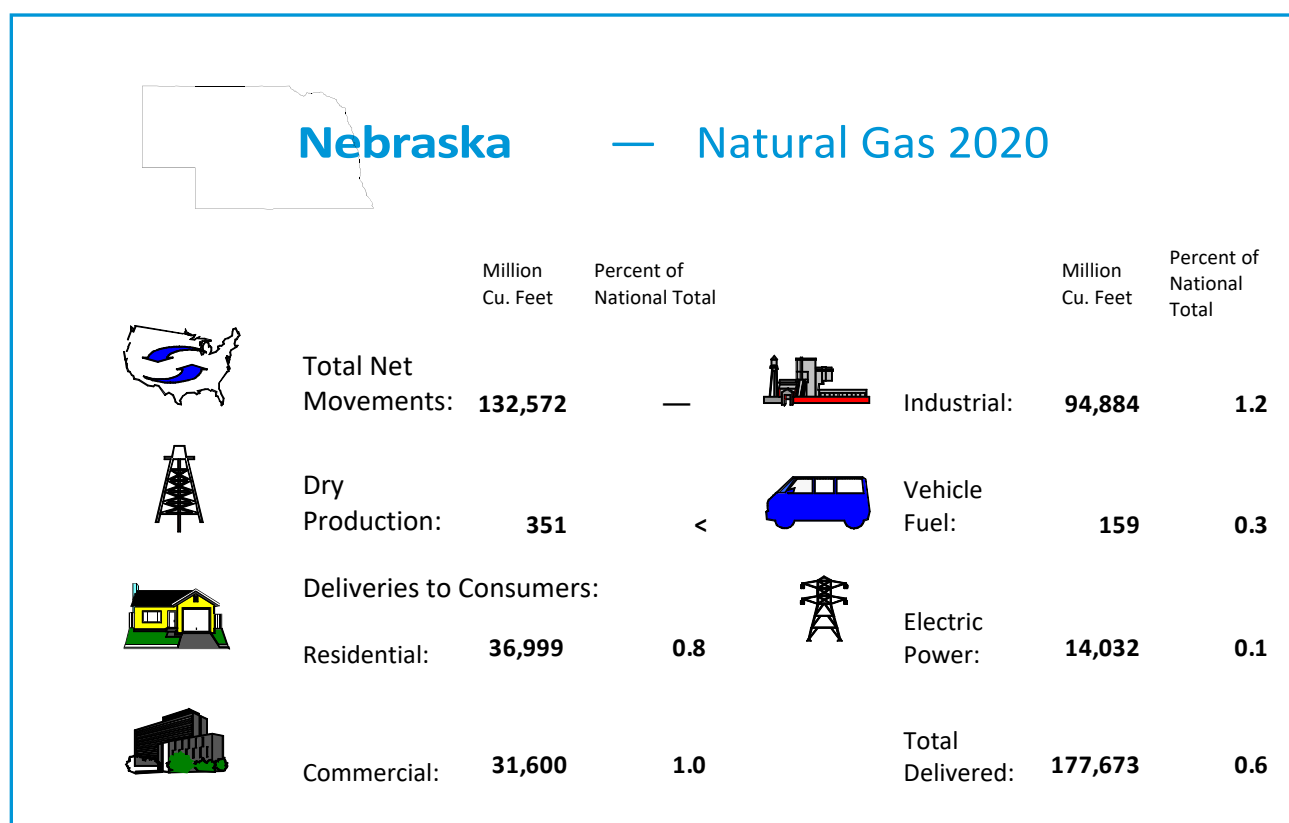 Nebraska — Natural Gas 2020
Million
Cu. Feet
Percent of
National Total
Total Net
Movements: 132,572 —
Dry
Production: 351 <
Deliveries to Consumers:
Residential: 36,999 0.8
Commercial: 31,600 1.0
Million
Cu. Feet
Percent of
National
Total
Industrial: 94,884 1.2
Vehicle
Fuel: 159 0.3
Electric
Power: 14,032 0.1
Total
Delivered: 177,673 0.6